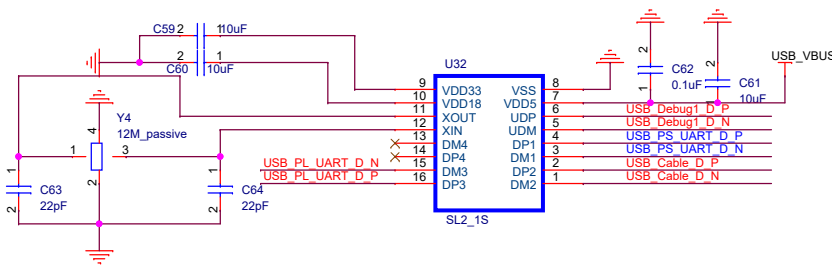 C59 2 1 10uF
2 1
C60 10uF
U32
2 C62
0.1uF
1
2 C61
10uF
1
USB_VBUS
9 VDD33 VSS 8
10 VDD18 VDD5 7
11 XOUT UDP 6 USB_Debug1_D_P
12 XIN UDM 5 USB_Debug1_D_N
13 DM4 DP1 4 USB_PS_UART_D_P
14 DP4 DM1 3 USB_PS_UART_D_N
USB_PL_UART_D_N 15 DM3 DP2 2 USB_Cable_D_P
USB_PL_UART_D_P 16 DP3 DM2 1 USB_Cable_D_N
SL2_1S
Y4
12M_passive
4
1 3
2
1 C63
2 22pF
1 C64
2 22pF